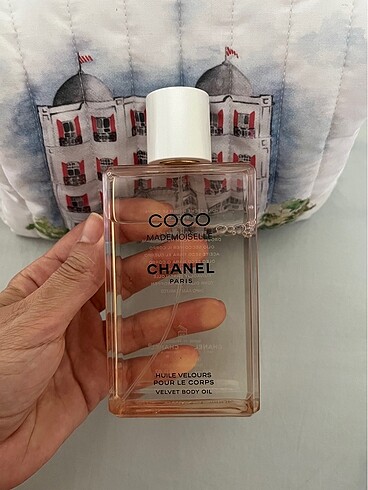 COCO
MADEMOISELLE
CHANEL
PARIS
HUILE VELOURS
POUR LE CORPS
VELVET BODY OIL